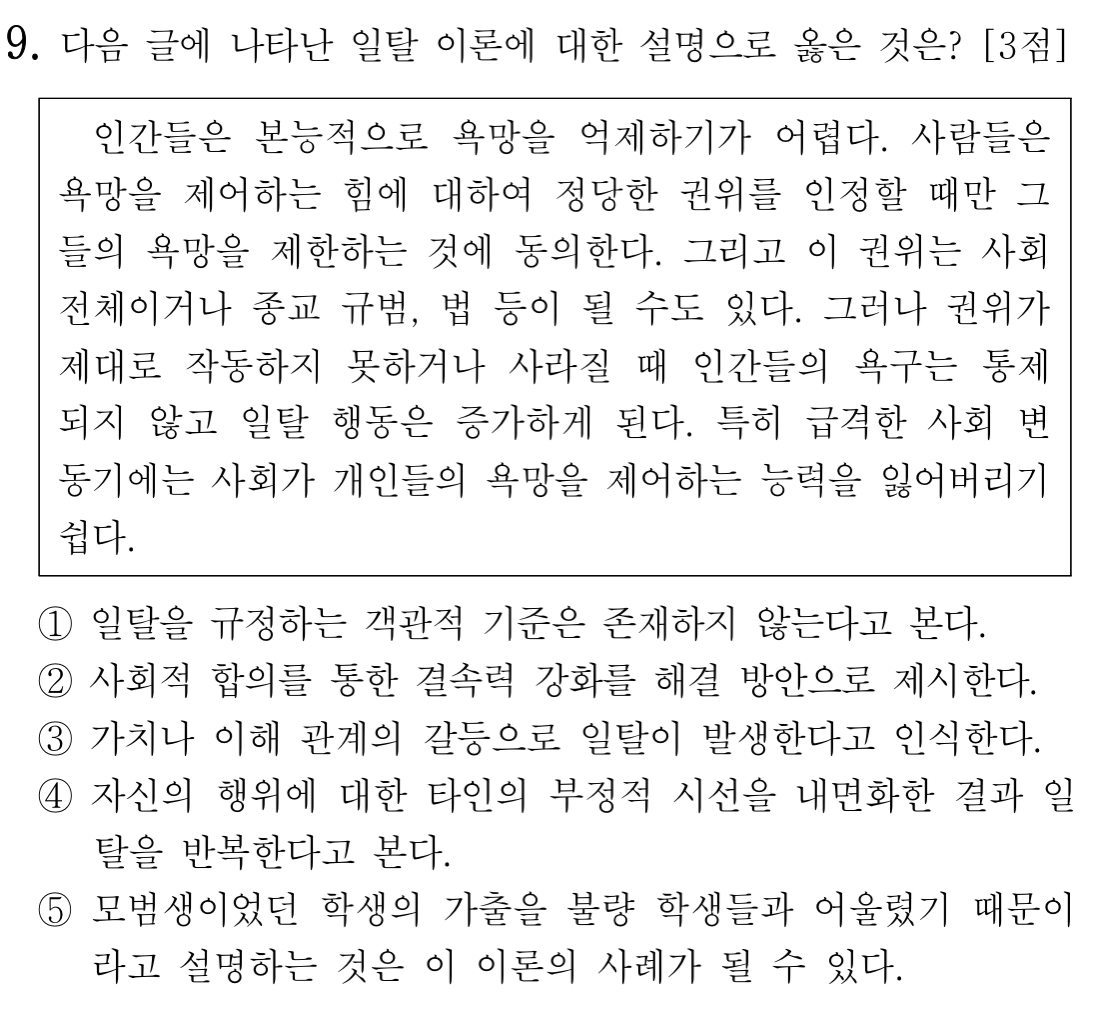 9. 다음 글에 나타난 일탈 이론에 대한 설명으로 옳은 것은? [3점]
인간들은 본능적으로 욕망을 억제하기가 어렵다. 사람들은
욕망을 제어하는 힘에 대하여 정당한 권위를 인정할 때만 그
들의 욕망을 제한하는 것에 동의한다. 그리고 이 권위는 사회
전체이거나 종교 규범, 법 등이 될 수도 있다. 그러나 권위가
제대로 작동하지 못하거나 사라질 때 인간들의 욕구는 통제
되지 않고 일탈 행동은 증가하게 된다. 특히 급격한 사회 변
동기에는 사회가 개인들의 욕망을 제어하는 능력을 잃어버리기
쉽다.
① 일탈을 규정하는 객관적 기준은 존재하지 않는다고 본다.
② 사회적 합의를 통한 결속력 강화를 해결 방안으로 제시한다.
③ 가치나 이해 관계의 갈등으로 일탈이 발생한다고 인식한다.
④ 자신의 행위에 대한 타인의 부정적 시선을 내면화한 결과 일
탈을 반복한다고 본다.
⑤ 모범생이었던 학생의 가출을 불량 학생들과 어울렸기 때문이
라고 설명하는 것은 이 이론의 사례가 될 수 있다.